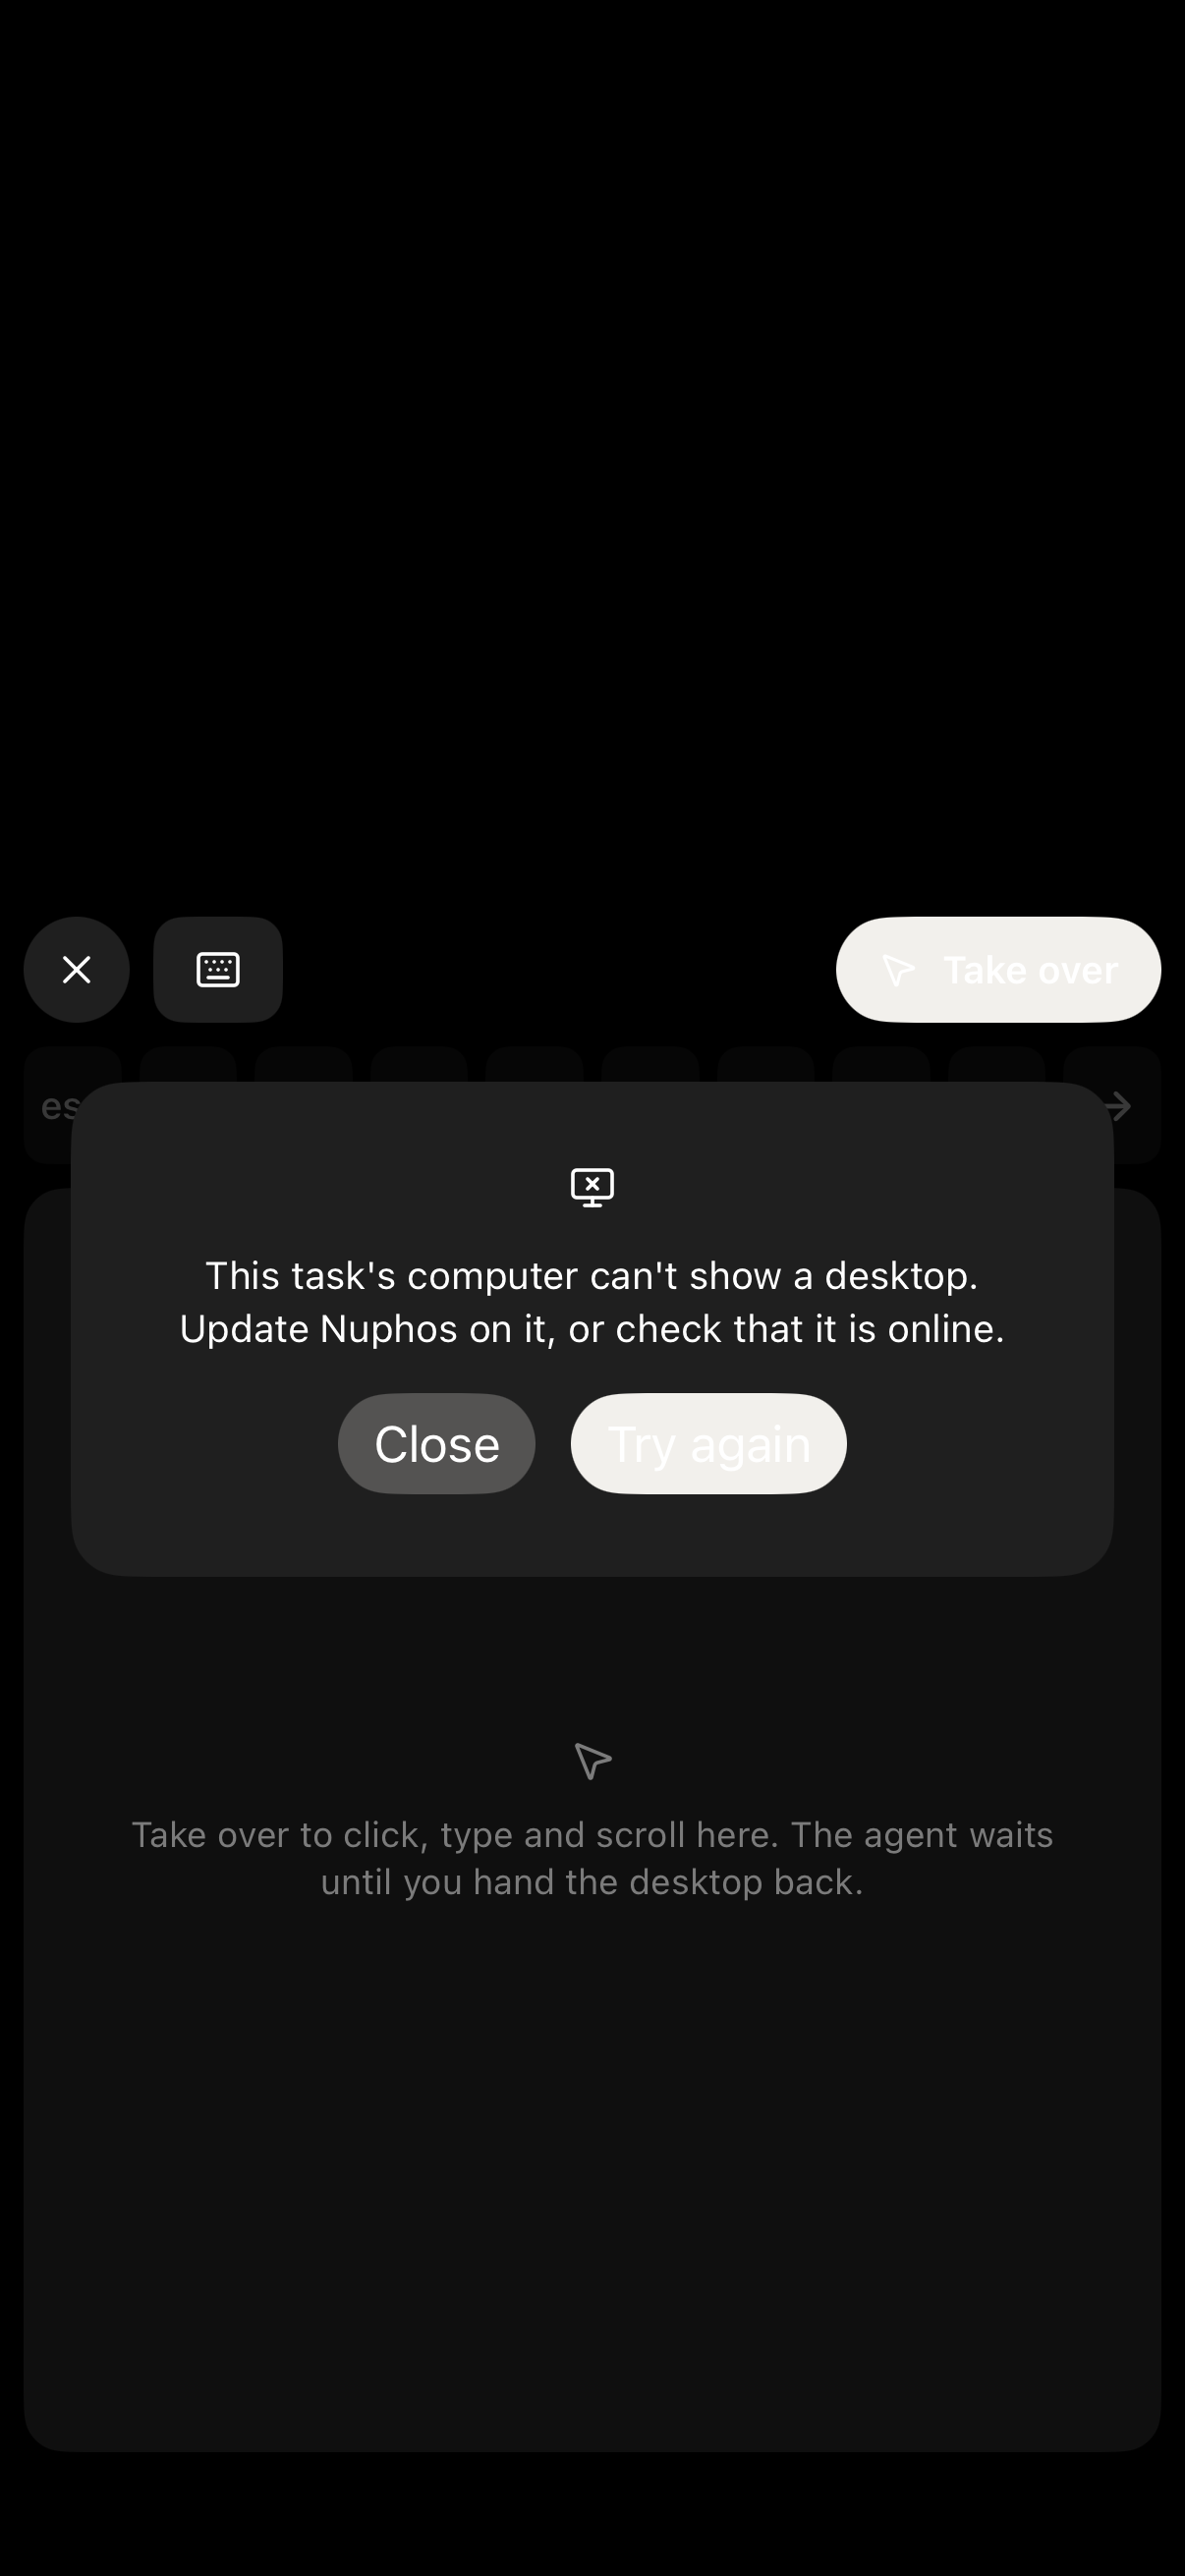 Take over
es
This task's computer can't show a desktop.
Update Nuphos on it, or check that it is online.
Close
Try again
Take over to click, type and scroll here. The agent waits
until you hand the desktop back.